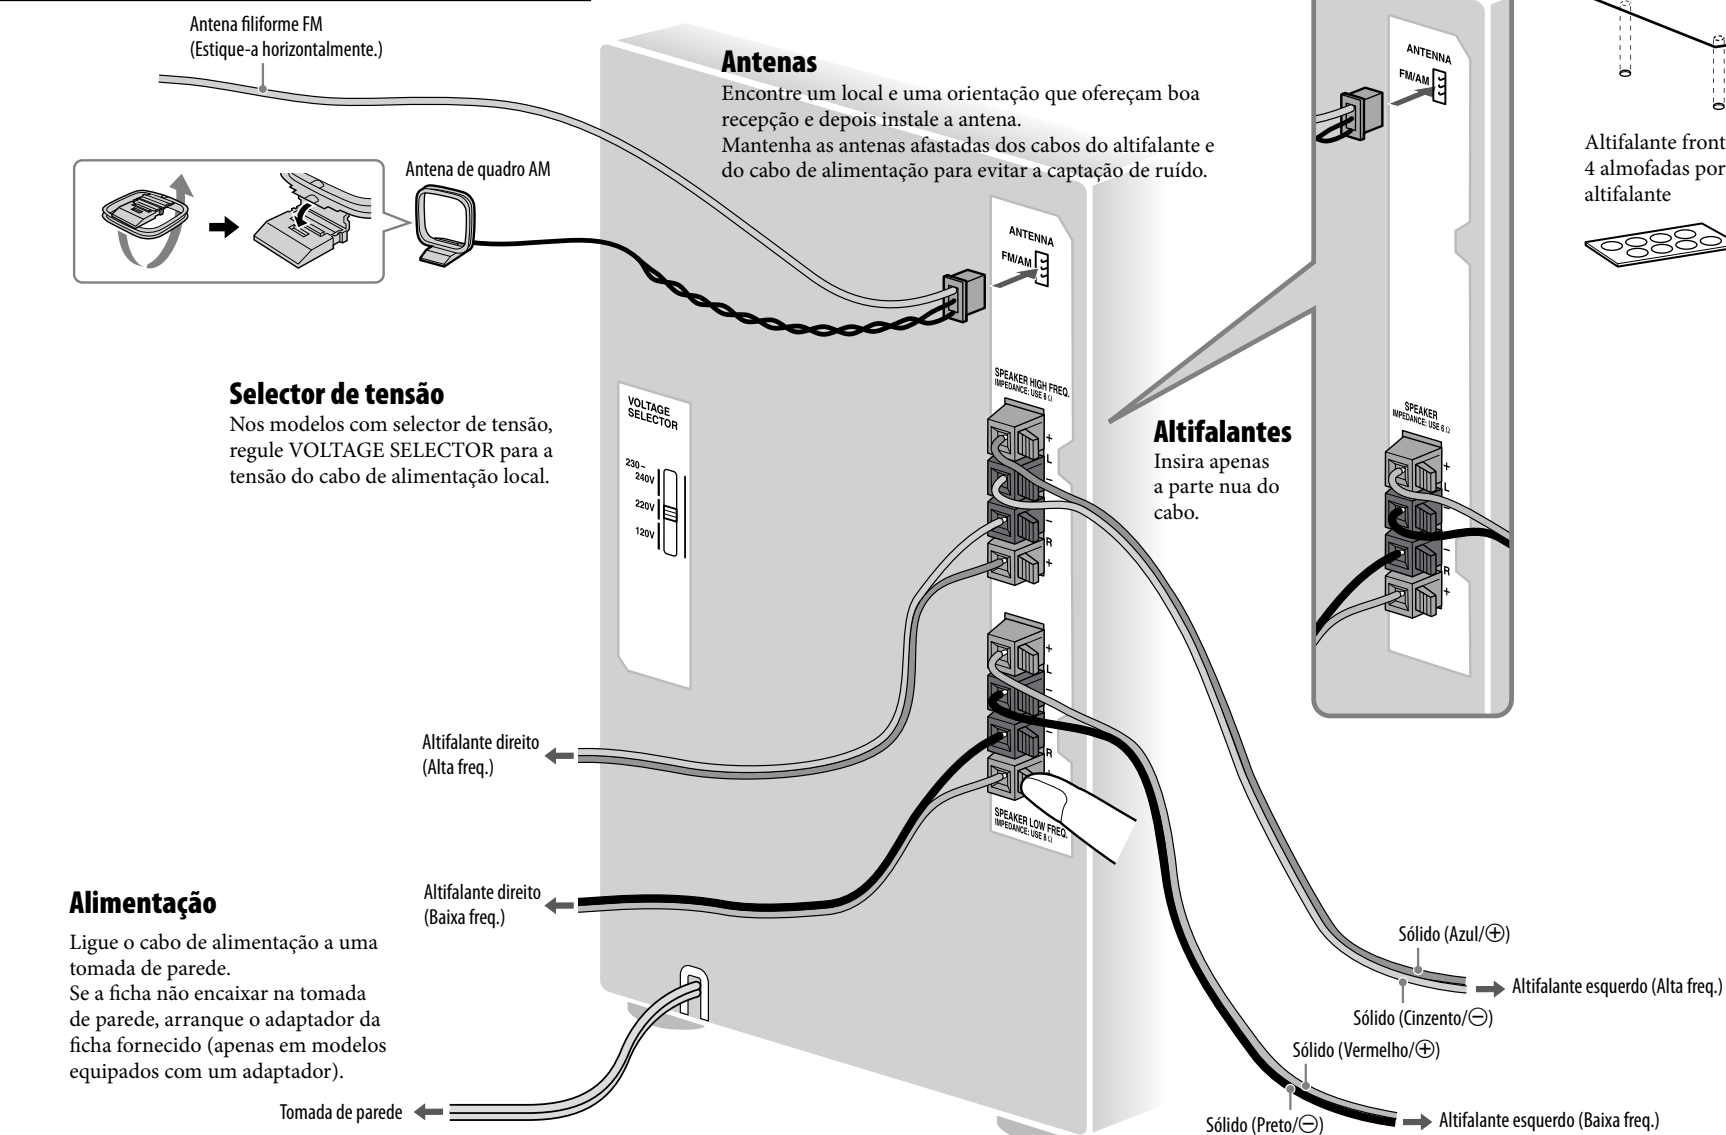 Antena filiforme FM
(Estique-a horizontalmente.)
Antenas
Encontre um local e uma orientação que ofereçam boa
recepção e depois instale a antena.
Mantenha as antenas afastadas dos cabos do altifalante e
do cabo de alimentação para evitar a captação de ruído.
Antena de quadro AM
ANTENNA
FM/AM
ANTENNA
FM/AM
Altifalante
4 almofadas por
altifalante
Selector de tensão
Nos modelos com selector de tensão,
regule VOLTAGE SELECTOR para a
tensão do cabo de alimentação local.
VOLTAGE
SELECTOR
230–
240V
220V
120V
SPEAKER HIGH FREQ.
IMPEDANCE: USE 8 Ω
+
L
–
–
R
+
Altifalantes
Insira apenas
a parte nua do
cabo.
SPEAKER
IMPEDANCE: USE 6 Ω
+
L
–
–
R
+
+
L
–
–
R
+
SPEAKER LOW FREQ.
IMPEDANCE: USE 8 Ω
Altifalante direito
(Alta freq.)
Altifalante direito
(Baixa freq.)
Alimentação
Ligue o cabo de alimentação a uma
tomada de parede.
Se a ficha não encaixar na tomada
de parede, arranque o adaptador da
ficha fornecido (apenas em modelos
equipados com um adaptador).
Tomada de parede
Sólido (Azul/⊕)
Altifalante esquerdo (Alta freq.)
Sólido (Cinzento/⊖)
Sólido (Vermelho/⊕)
Sólido (Preto/⊖)
Altifalante esquerdo (Baixa freq.)